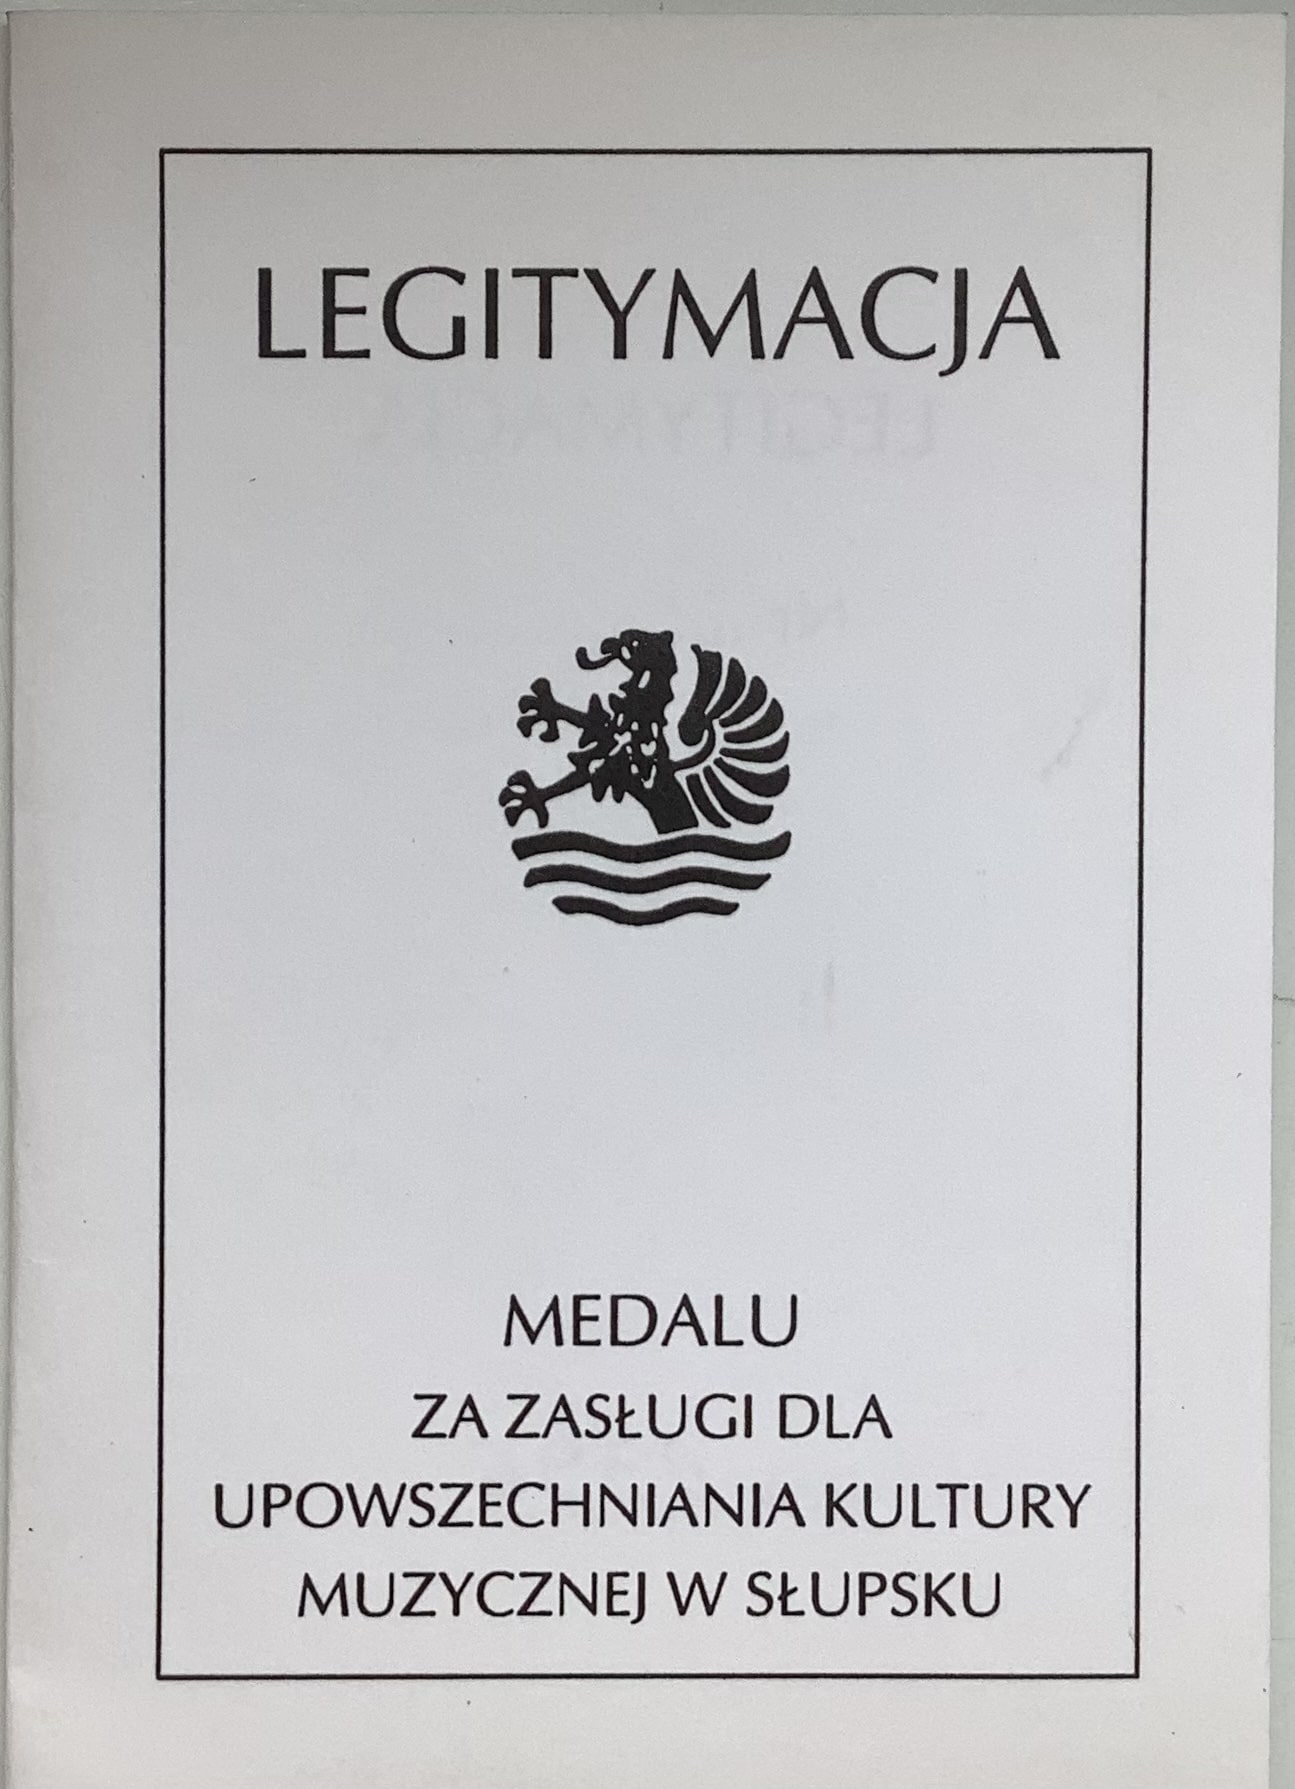 LEGITYMACJA
MEDALU
ZA ZASŁUGI DLA
UPOWSZECHNIANIA KULTURY
MUZYCZNEJ W SŁUPSKU